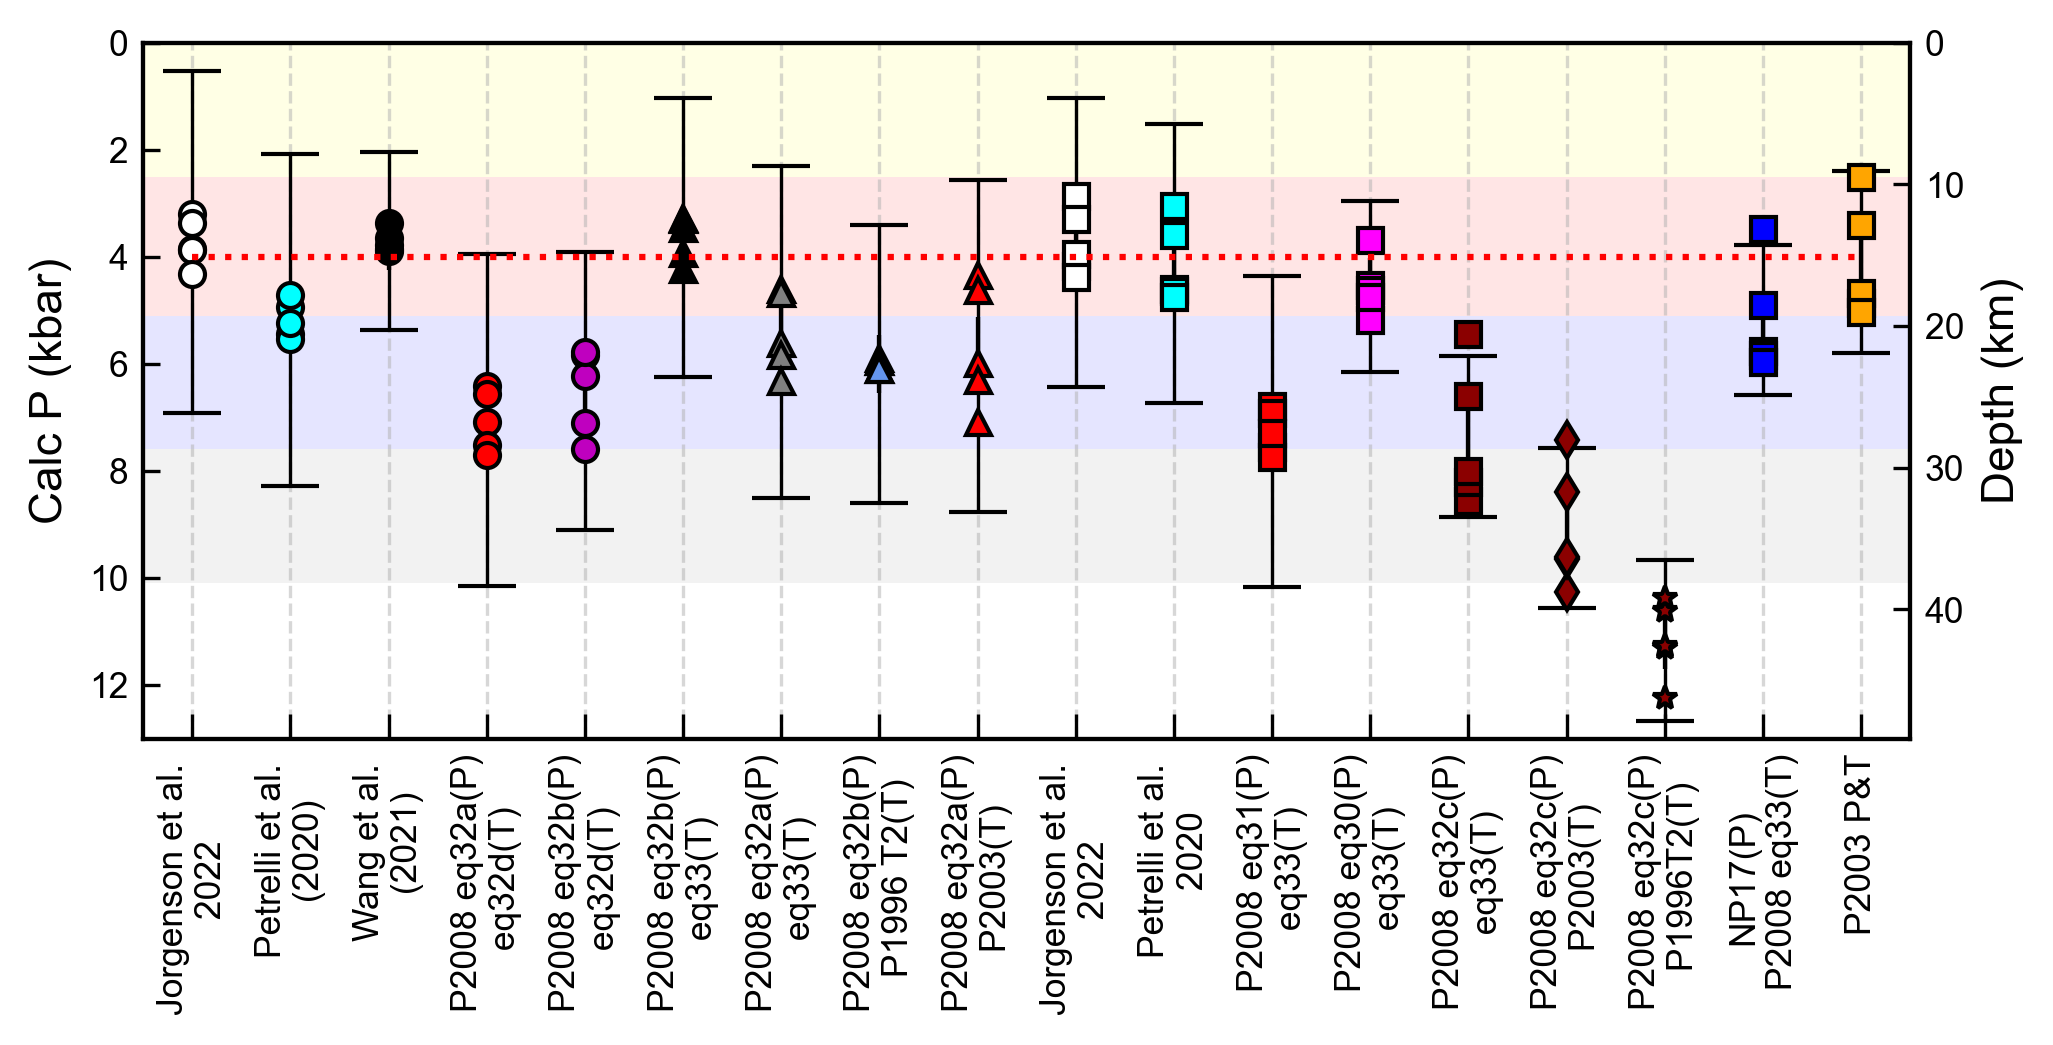 Calc P (kbar)
0
2
4
6
8
10
12
0
10
20
30
40
Depth (km)
Jorgenson et al.
2022
Petrelli et al.
(2020)
Wang et al.
(2021)
P2008 eq32a(P)
eq32d(T)
P2008 eq32b(P)
eq32d(T)
P2008 eq32b(P)
eq33(T)
P2008 eq32a(P)
eq33(T)
P2008 eq32b(P)
P1996 T2(T)
P2008 eq32a(P)
P2003(T)
Jorgenson et al.
2022
Petrelli et al.
2020
P2008 eq31(P)
eq33(T)
P2008 eq30(P)
eq33(T)
P2008 eq32c(P)
eq33(T)
P2008 eq32c(P)
P2003(T)
P2008 eq32c(P)
P1996T2(T)
NP17(P)
P2008 eq33(T)
P2003 P&T